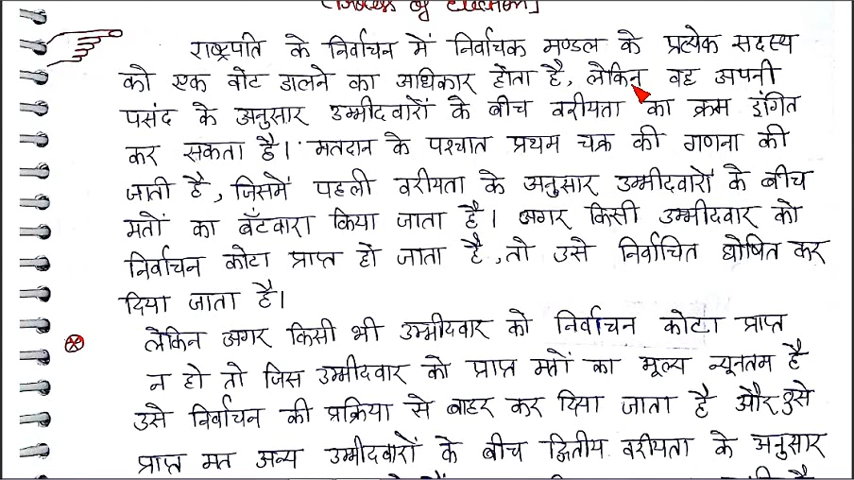 [Process of Election]
राष्ट्रपति के निर्वाचन में निर्वाचक मण्डल के प्रत्येक सदस्य
को एक वोट डालने का अधिकार होता है, लेकिन वह अपनी
पसंद के अनुसार उम्मीदवारों के बीच वरीयता का क्रम इंगित
कर सकता है। मतदान के पश्चात प्रथम चक्र की गणना की
जाती है, जिसमें पहली वरीयता के अनुसार उम्मीदवारों के बीच
मतों का बँटवारा किया जाता है। अगर किसी उम्मीदवार को
निर्वाचन कोटा प्राप्त हो जाता है, तो उसे निर्वाचित घोषित कर
दिया जाता है।
लेकिन अगर किसी भी उम्मीदवार को निर्वाचन कोटा प्राप्त
न हो तो जिस उम्मीदवार को प्राप्त मतों का मूल्य न्यूनतम है
उसे निर्वाचन की प्रक्रिया से बाहर कर दिया जाता है और उसे
प्राप्त मत अन्य उम्मीदवारों के बीच द्वितीय वरीयता के अनुसार